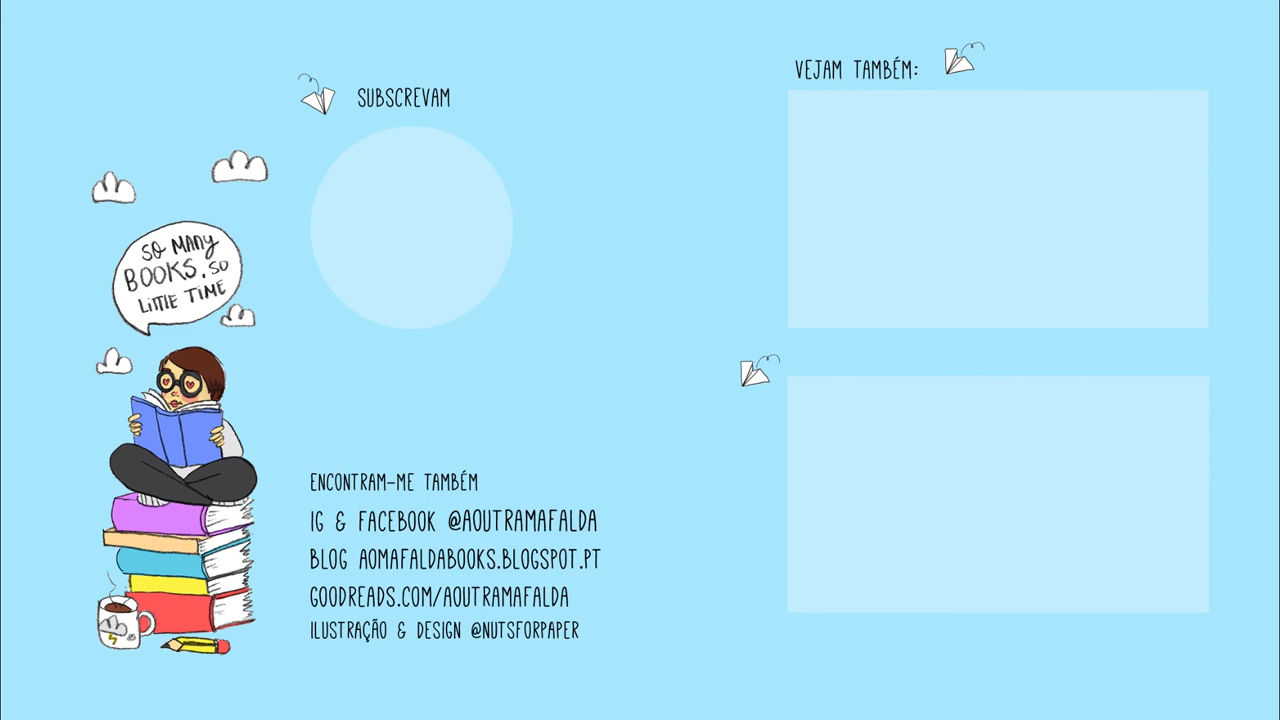 SUBSCREVAM
VEJAM TAMBÉM:
SO MANY
BOOKS, SO
LITTLE TIME
ENCONTRAM-ME TAMBÉM
IG & FACEBOOK @AOUTRAMAFALDA
BLOG AOMAFALDABOOKS.BLOGSPOT.PT
GOODREADS.COM/AOUTRAMAFALDA
ILUSTRAÇÃO & DESIGN @NUTSFORPAPER